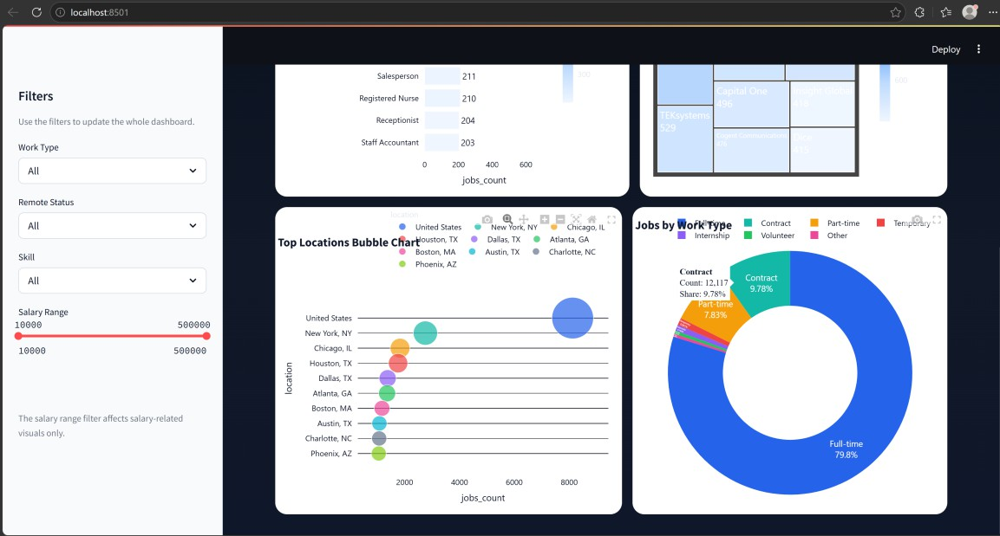 localhost:8501
Deploy
Filters
Use the filters to update the whole dashboard.
Work Type
All
Remote Status
All
Skill
All
Salary Range
10000 500000
10000 500000
The salary range filter affects salary-related
visuals only.
Salesperson 211
Registered Nurse 210
Receptionist 204
Staff Accountant 203
0 200 400 600
jobs_count
TEKsystems
529
Capital One
496
Insight Global
418
415
600
location
United States New York, NY Chicago, IL
Houston, TX Dallas, TX Atlanta, GA
Boston, MA Austin, TX Charlotte, NC
Phoenix, AZ
Top Locations Bubble Chart
United States
New York, NY
Chicago, IL
Houston, TX
Dallas, TX
Atlanta, GA
Boston, MA
Austin, TX
Charlotte, NC
Phoenix, AZ
location
2000 4000 6000 8000
jobs_count
Jobs by Work Type
Full-time Contract Part-time Temporary
Internship Volunteer Other
Contract
Count: 12,117
Share: 9.78%
Contract
9.78%
Part-time
7.83%
Full-time
79.8%